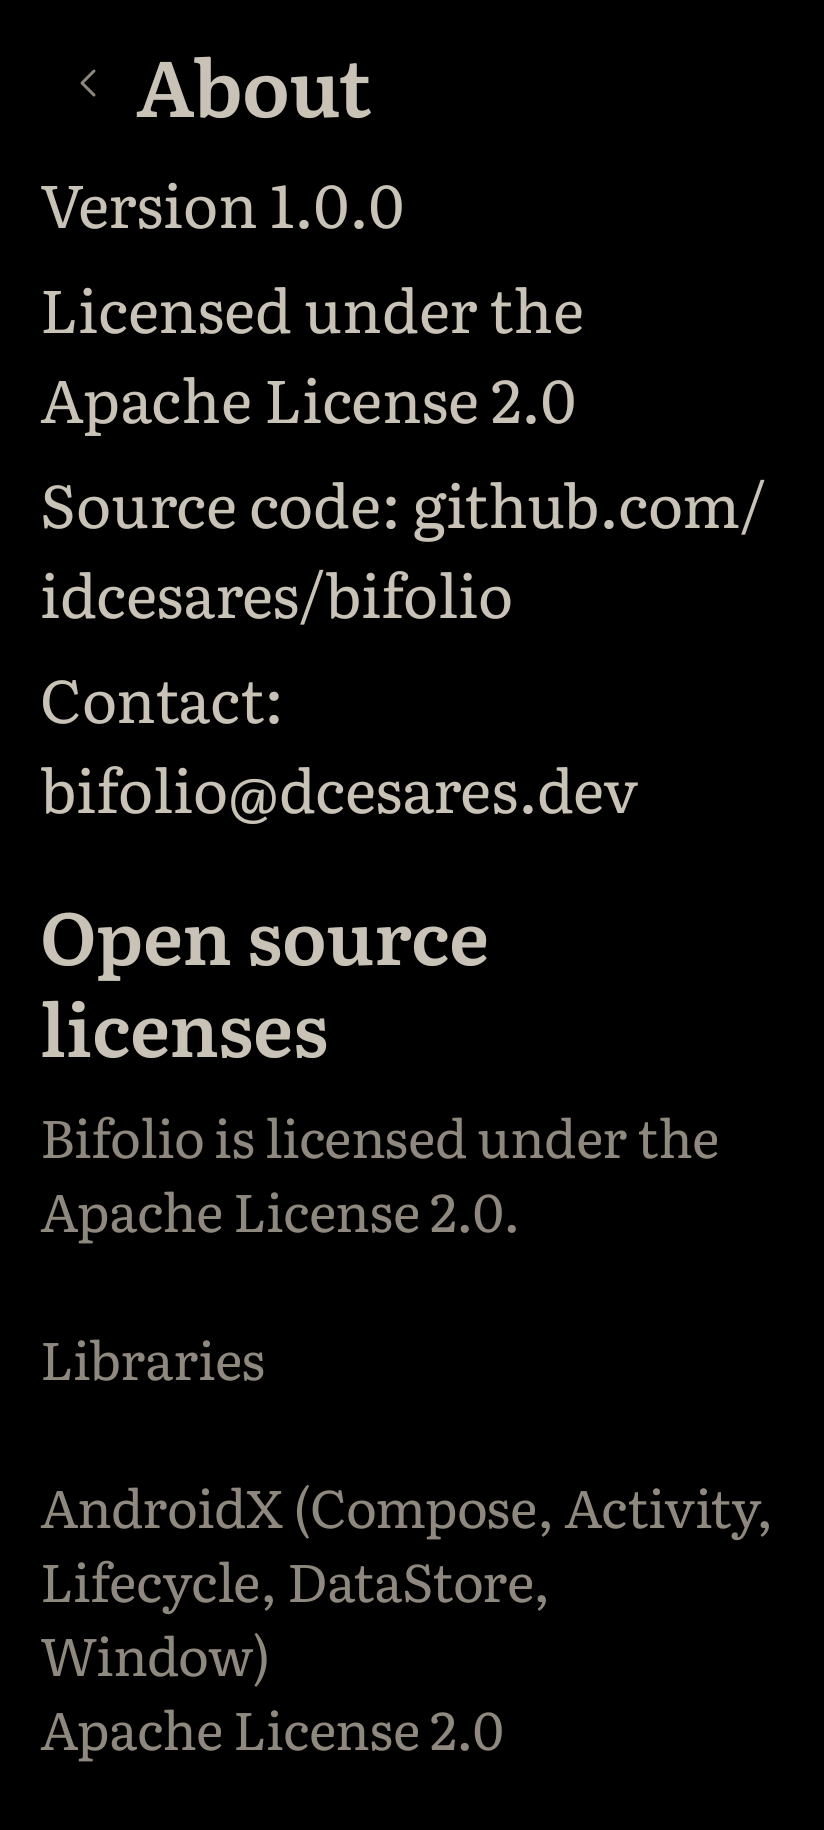 About
Version 1.0.0
Licensed under the
Apache License 2.0
Source code: github.com/
idcesares/bifolio
Contact:
bifolio@dcesares.dev
Open source
licenses
Bifolio is licensed under the
Apache License 2.0.
Libraries
AndroidX (Compose, Activity,
Lifecycle, DataStore,
Window)
Apache License 2.0